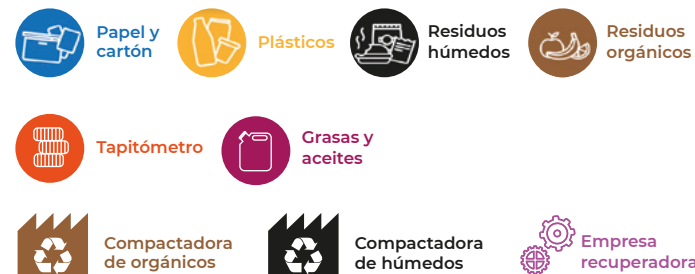 Papel y
cartón
Plásticos
Residuos
húmedos
Residuos
orgánicos
Tapitómetro
Grasas y
aceites
Compactadora
de orgánicos
Compactadora
de húmedos
Empresa
recuperadora